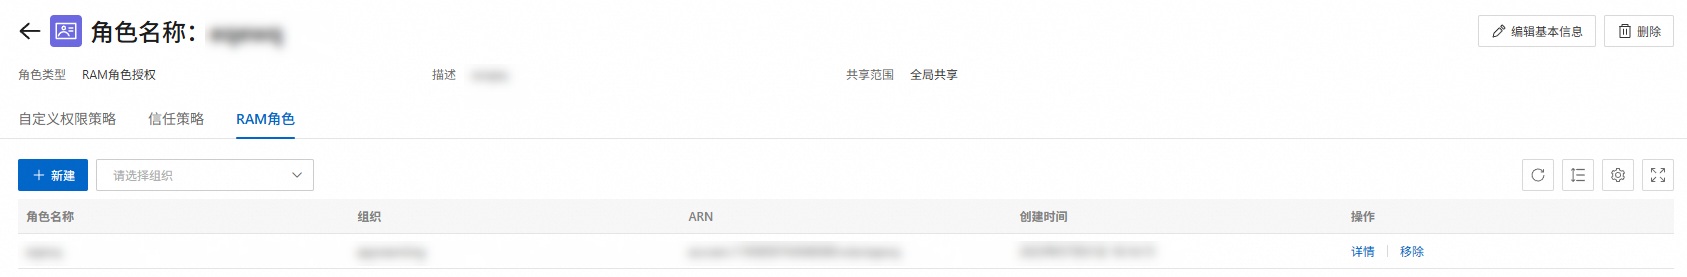 角色名称：
编辑基本信息
删除
角色类型 RAM角色授权 描述 共享范围 全局共享
自定义权限策略 信任策略 RAM角色
新建 请选择组织
角色名称 组织 ARN 创建时间 操作
详情 移除